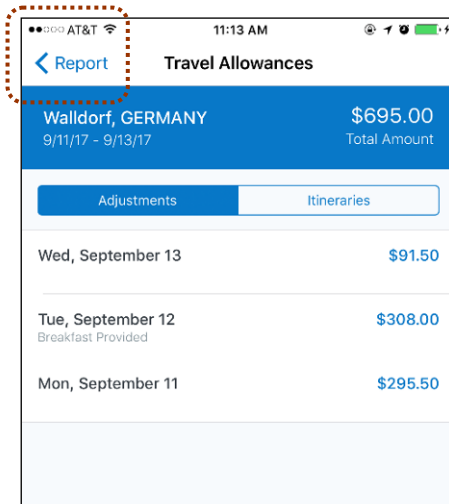 AT&T 11:13 AM
Report Travel Allowances
Walldorf, GERMANY $695.00
9/11/17 - 9/13/17 Total Amount
Adjustments Itineraries
Wed, September 13 $91.50
Tue, September 12 $308.00
Breakfast Provided
Mon, September 11 $295.50